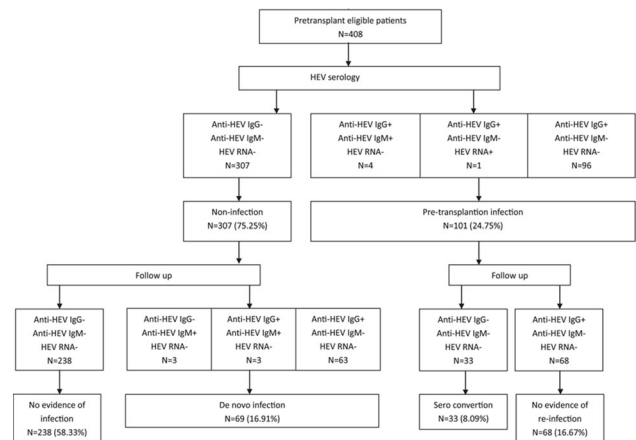 Pretransplant eligible patients
N=408
HEV serology
Anti-HEV IgG-
Anti-HEV IgM-
HEV RNA-
N=307
Anti-HEV IgG+
Anti-HEV IgM+
HEV RNA-
N=4
Anti-HEV IgG+
Anti-HEV IgM-
HEV RNA+
N=1
Anti-HEV IgG+
Anti-HEV IgM-
HEV RNA-
N=96
Non-infection
N=307 (75.25%)
Pre-transplantion infection
N=101 (24.75%)
Follow up
Follow up
Anti-HEV IgG-
Anti-HEV IgM-
HEV RNA-
N=238
Anti-HEV IgG-
Anti-HEV IgM+
HEV RNA-
N=3
Anti-HEV IgG+
Anti-HEV IgM+
HEV RNA-
N=3
Anti-HEV IgG+
Anti-HEV IgM-
HEV RNA-
N=63
Anti-HEV IgG-
Anti-HEV IgM-
HEV RNA-
N=33
Anti-HEV IgG+
Anti-HEV IgM-
HEV RNA-
N=68
No evidence of
infection
N=238 (58.33%)
De novo infection
N=69 (16.91%)
Sero convertion
N=33 (8.09%)
No evidence of
re-infection
N=68 (16.67%)